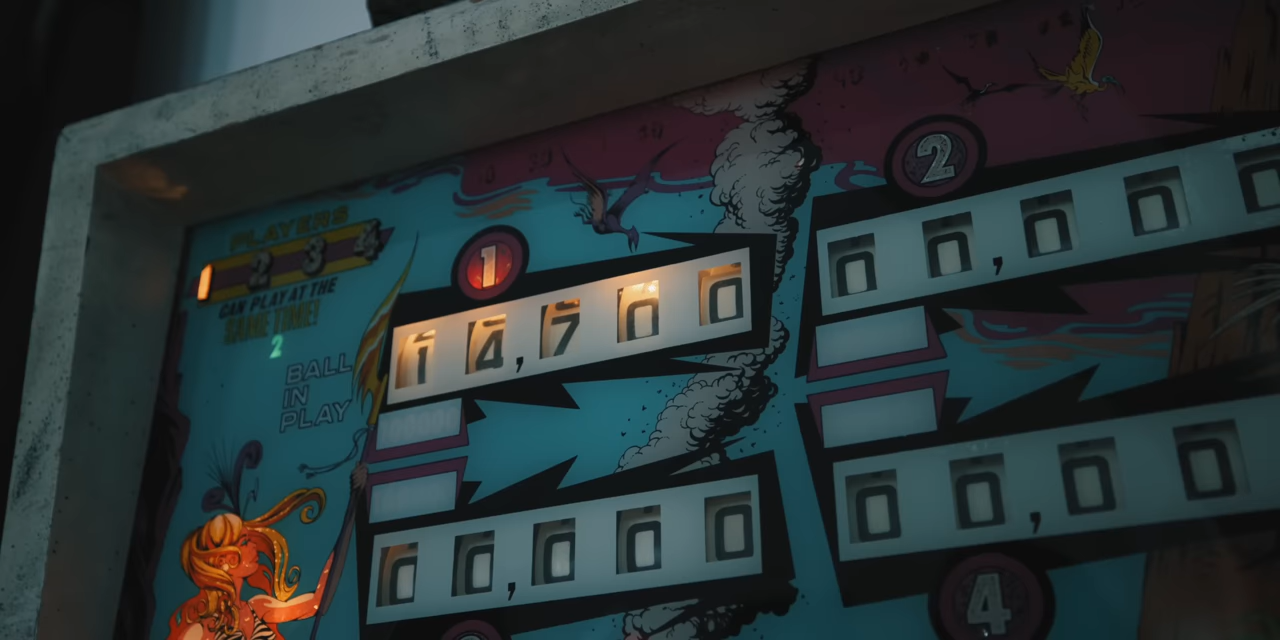 PLAYERS
1 2 3 4
CAN PLAY AT THE
SAME TIME!
2
BALL
IN
PLAY
1
14,700
2
00,000
00,000
00,00
4